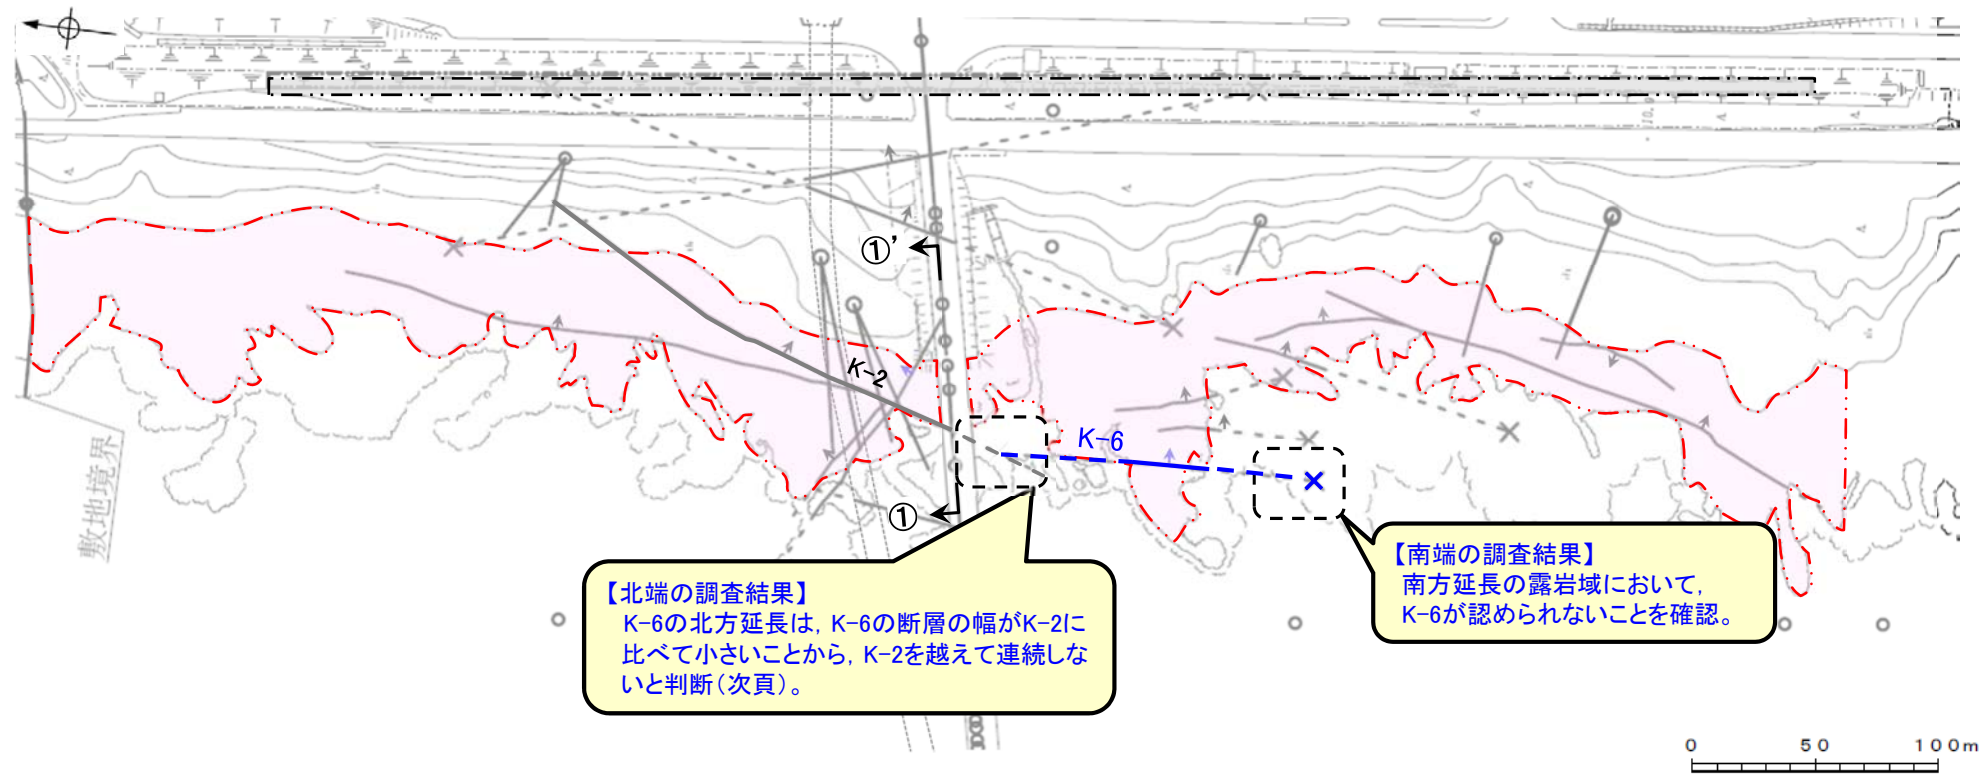 ①’
K-2
K-6
①
敷地境界
【北端の調査結果】
K-6の北方延長は，K-6の断層の幅がK-2に
比べて小さいことから，K-2を越えて連続しな
いと判断（次頁）。
【南端の調査結果】
南方延長の露岩域において，
K-6が認められないことを確認。
0 50 100m